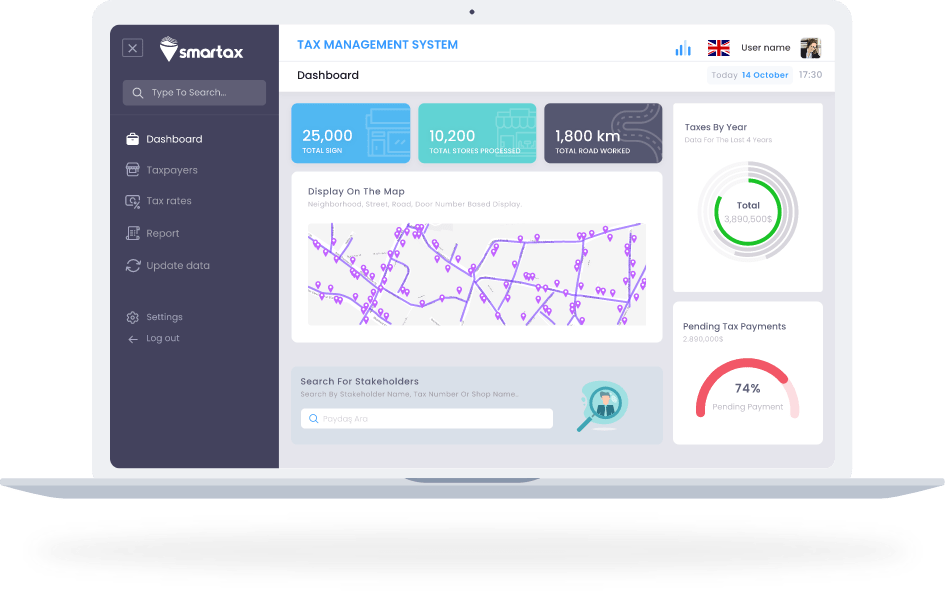 smartax
Type To Search...
Dashboard
Taxpayers
Tax rates
Report
Update data
Settings
Log out
TAX MANAGEMENT SYSTEM
User name
Dashboard
Today 14 October 17:30
25,000
TOTAL SIGN
10,200
TOTAL STORES PROCESSED
1,800 km
TOTAL ROAD WORKED
Display On The Map
Neighborhood, Street, Road, Door Number Based Display.
Search For Stakeholders
Search By Stakeholder Name, Tax Number Or Shop Name..
Paydaş Ara
Taxes By Year
Data For The Last 4 Years
Total
3,890,500$
Pending Tax Payments
2.890,000$
74%
Pending Payment